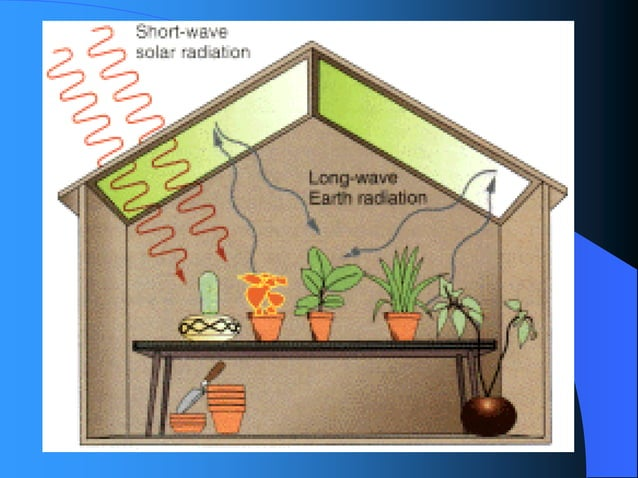 Short-wave
solar radiation
Long-wave
Earth radiation